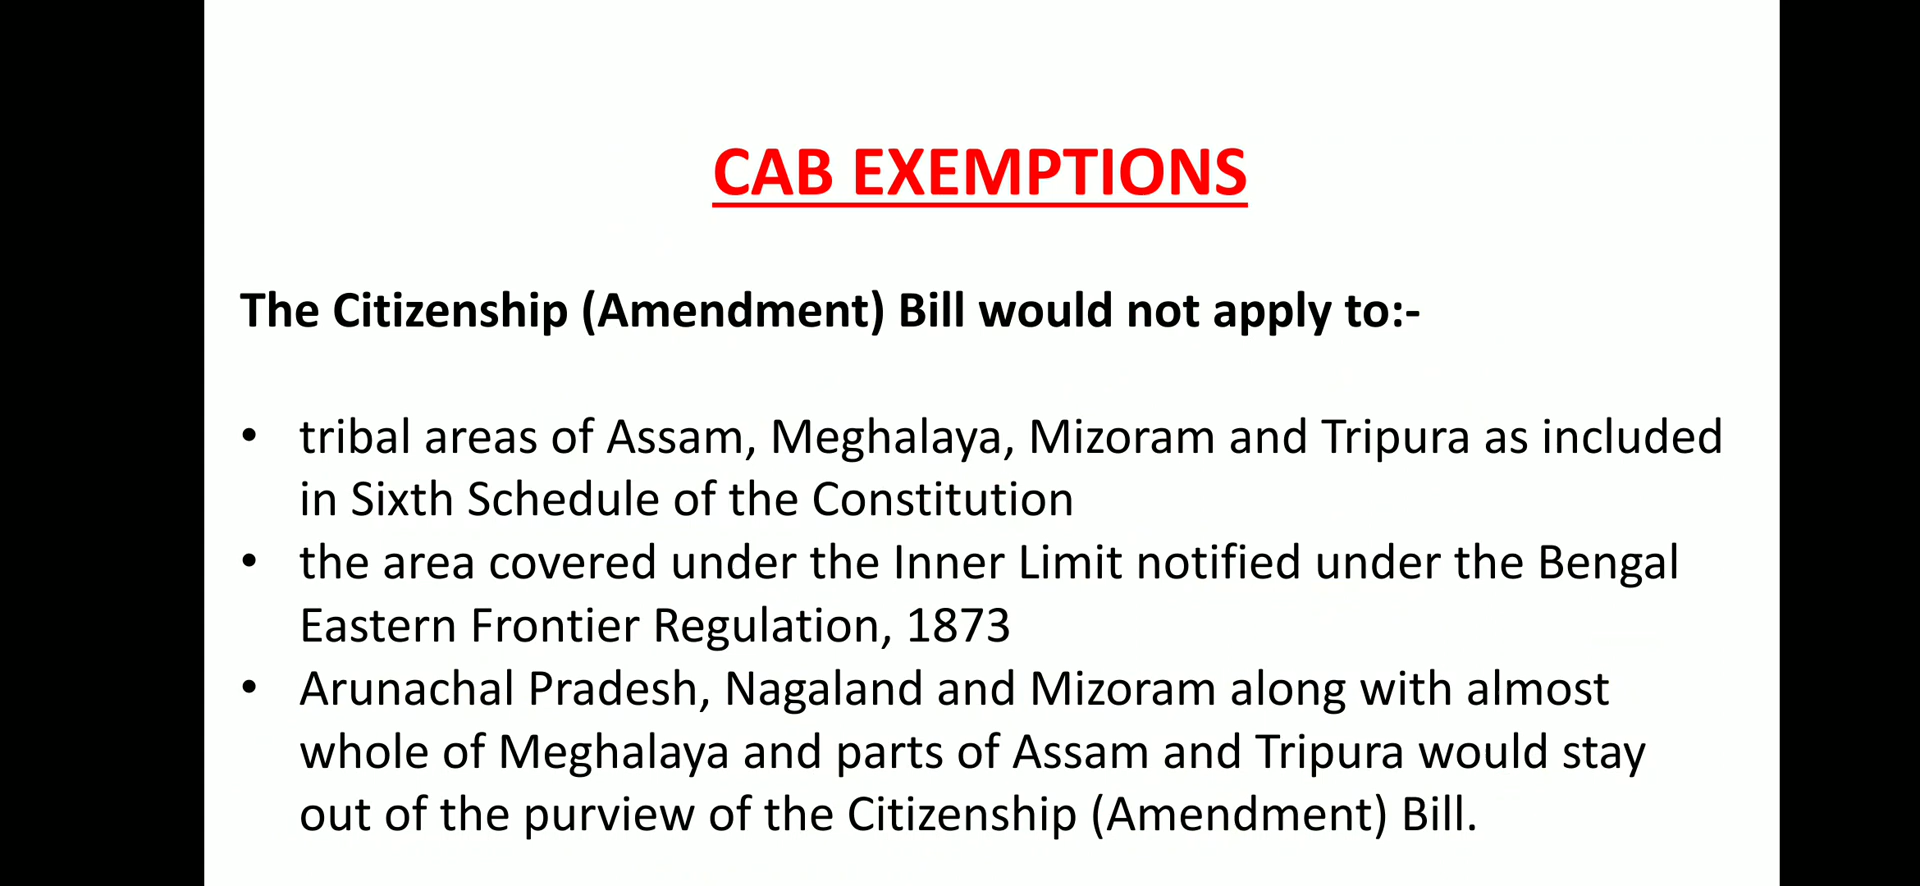 CAB EXEMPTIONS
The Citizenship (Amendment) Bill would not apply to:-
• tribal areas of Assam, Meghalaya, Mizoram and Tripura as included
in Sixth Schedule of the Constitution
• the area covered under the Inner Limit notified under the Bengal
Eastern Frontier Regulation, 1873
• Arunachal Pradesh, Nagaland and Mizoram along with almost
whole of Meghalaya and parts of Assam and Tripura would stay
out of the purview of the Citizenship (Amendment) Bill.